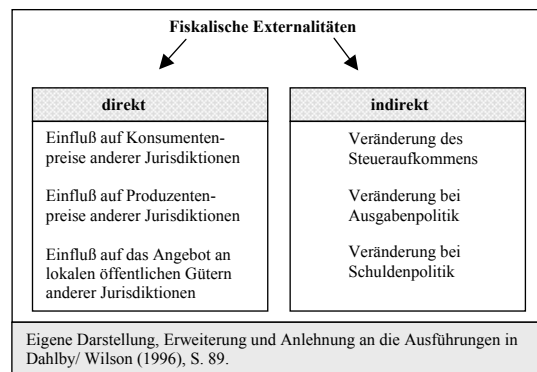 Fiskalische Externalitäten
direkt
Einfluß auf Konsumenten-
preise anderer Jurisdiktionen
Einfluß auf Produzenten-
preise anderer Jurisdiktionen
Einfluß auf das Angebot an
lokalen öffentlichen Gütern
anderer Jurisdiktionen
indirekt
Veränderung des
Steueraufkommens
Veränderung bei
Ausgabenpolitik
Veränderung bei
Schuldenpolitik
Eigene Darstellung, Erweiterung und Anlehnung an die Ausführungen in
Dahlby/ Wilson (1996), S. 89.